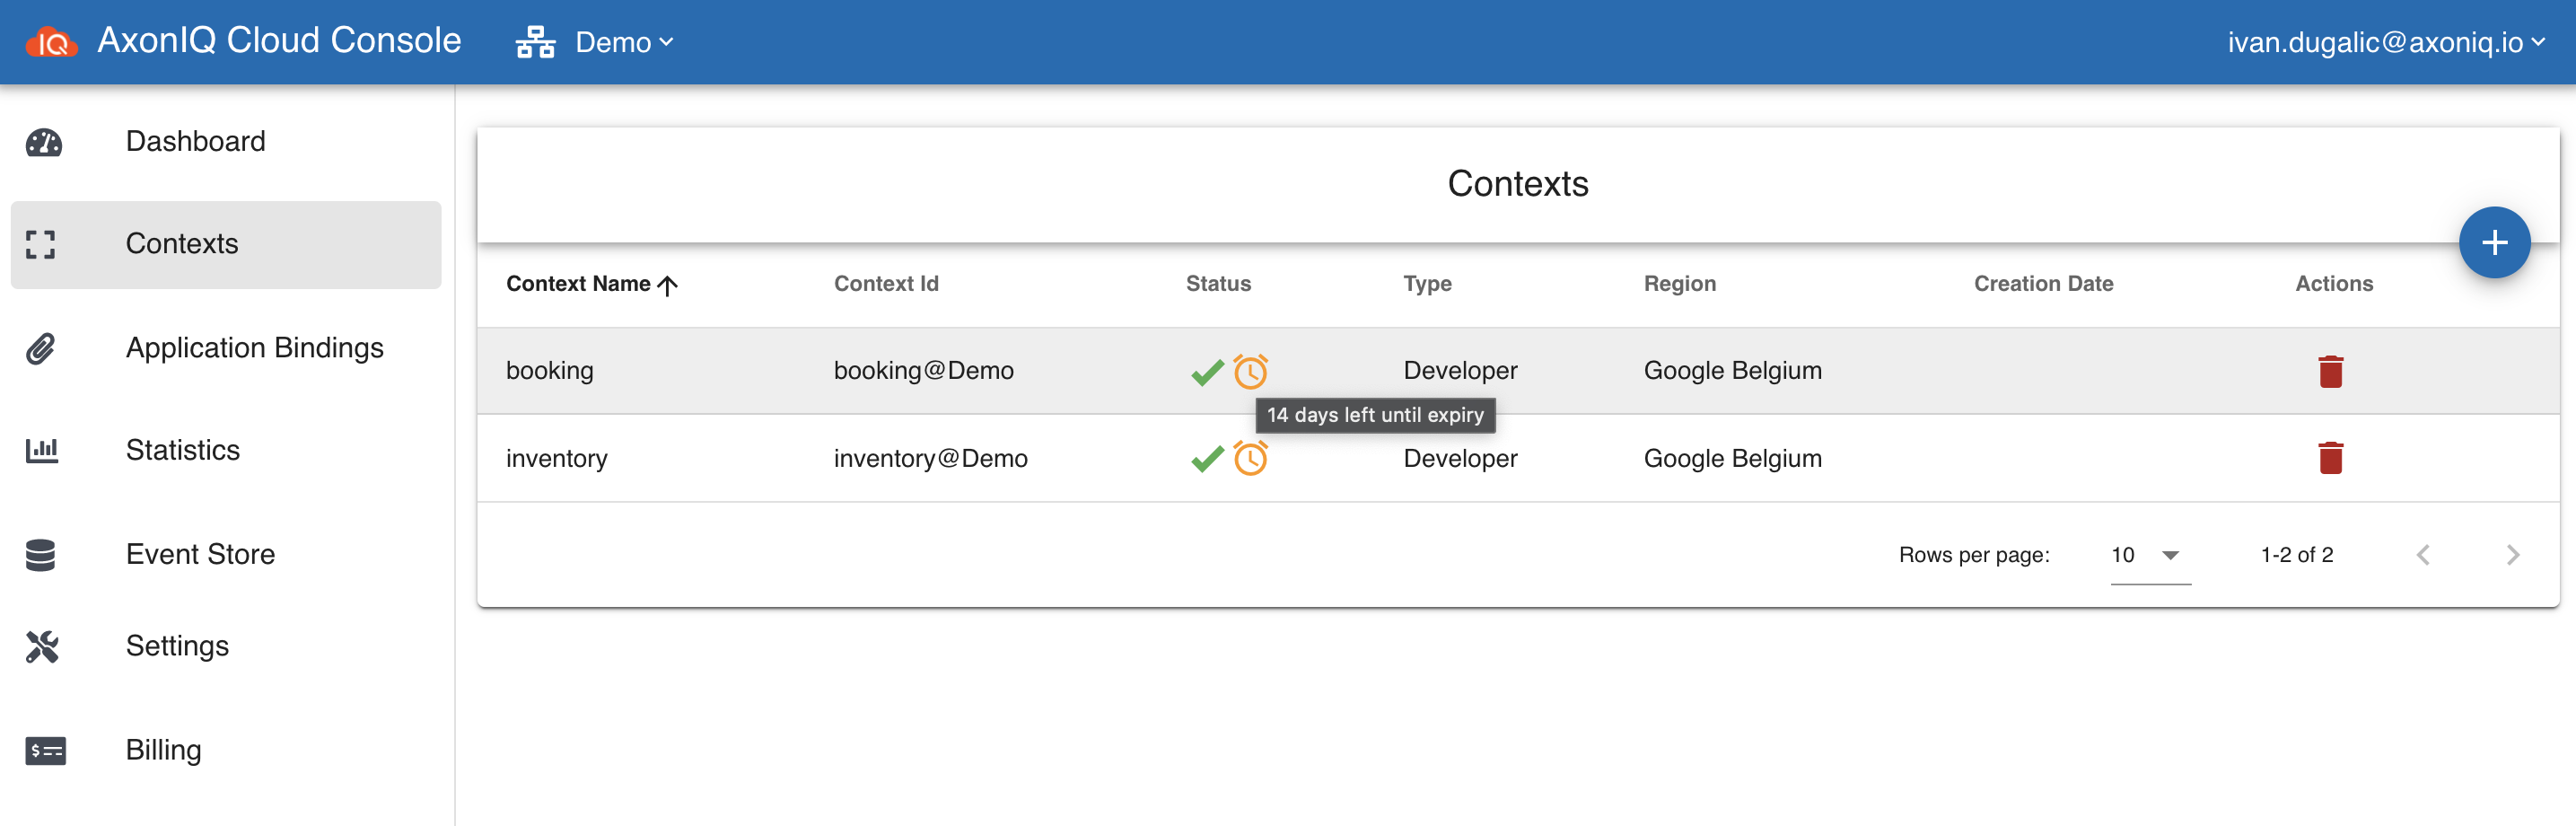 IQ AxonIQ Cloud Console Demo ivan.dugalic@axoniq.io
Dashboard
Contexts
Application Bindings
Statistics
Event Store
Settings
$ Billing
Contexts
+
Context Name Context Id Status Type Region Creation Date Actions
booking booking@Demo Developer Google Belgium
14 days left until expiry
inventory inventory@Demo Developer Google Belgium
Rows per page: 10 1-2 of 2